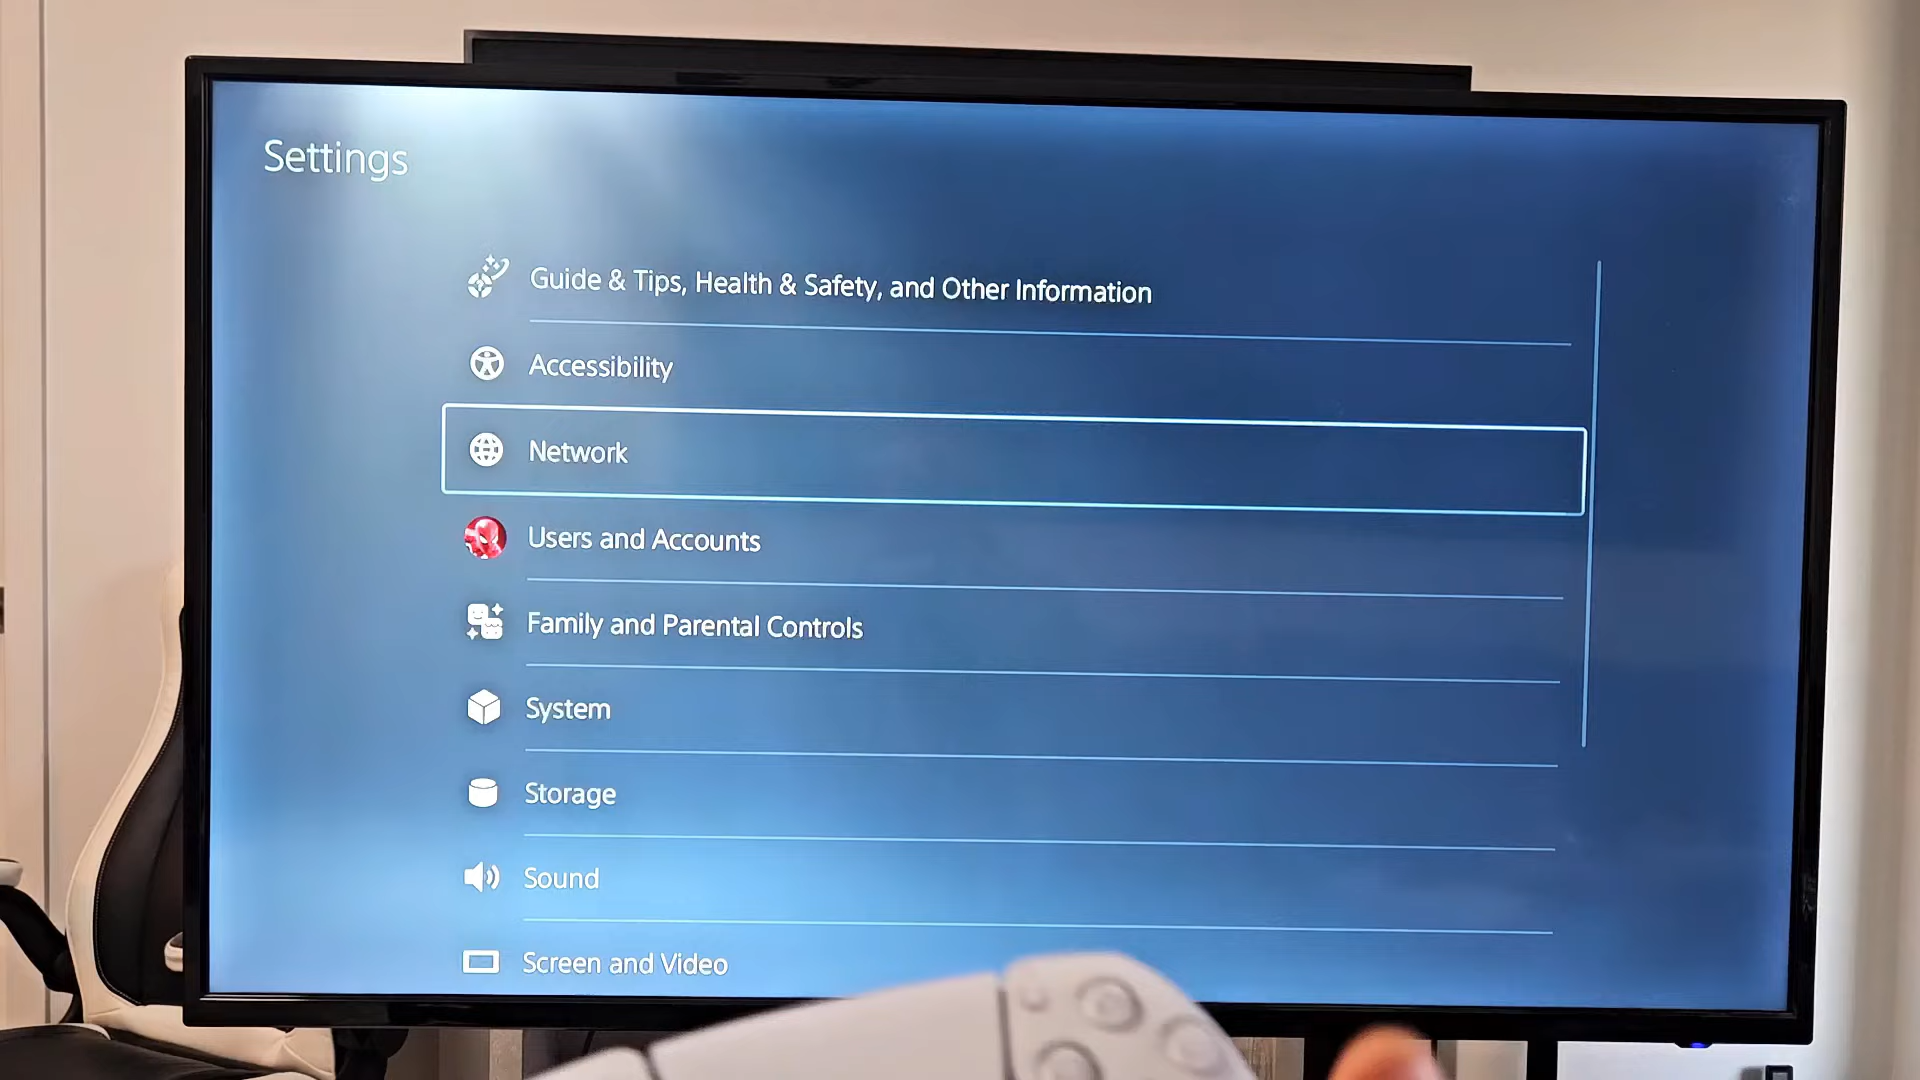 Settings
Guide & Tips, Health & Safety, and Other Information
Accessibility
Network
Users and Accounts
Family and Parental Controls
System
Storage
Sound
Screen and Video